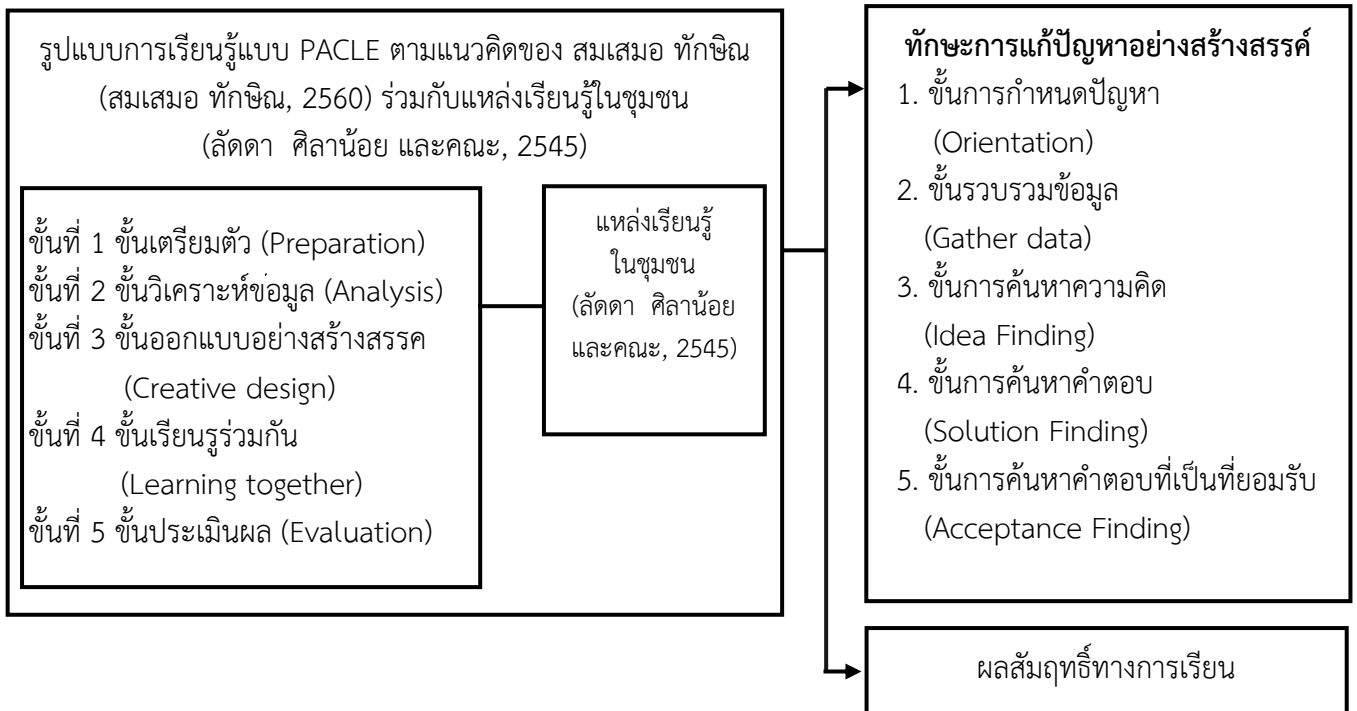 รูปแบบการเรียนรู้แบบ PACLE ตามแนวคิดของ สมเสมอ ทักษิณ
(สมเสมอ ทักษิณ, 2560) ร่วมกับแหล่งเรียนรู้ในชุมชน
(ลัดดา ศิลาน้อย และคณะ, 2545)
ขั้นที่ 1 ขั้นเตรียมตัว (Preparation)
ขั้นที่ 2 ขั้นวิเคราะห์ข่อมูล (Analysis)
ขั้นที่ 3 ขั้นออกแบบอย่างสร้างสรรค
(Creative design)
ขั้นที่ 4 ขั้นเรียนรูร่วมกัน
(Learning together)
ขั้นที่ 5 ขั้นประเมินผล (Evaluation)
แหล่งเรียนรู้
ในชุมชน
(ลัดดา ศิลาน้อย
และคณะ, 2545)
ทักษะการแก้ปัญหาอย่างสร้างสรรค์
1. ขั้นการกำหนดปัญหา
(Orientation)
2. ขั้นรวบรวมข้อมูล
(Gather data)
3. ขั้นการค้นหาความคิด
(Idea Finding)
4. ขั้นการค้นหาคำตอบ
(Solution Finding)
5. ขั้นการค้นหาคำตอบที่เป็นที่ยอมรับ
(Acceptance Finding)
ผลสัมฤทธิ์ทางการเรียน